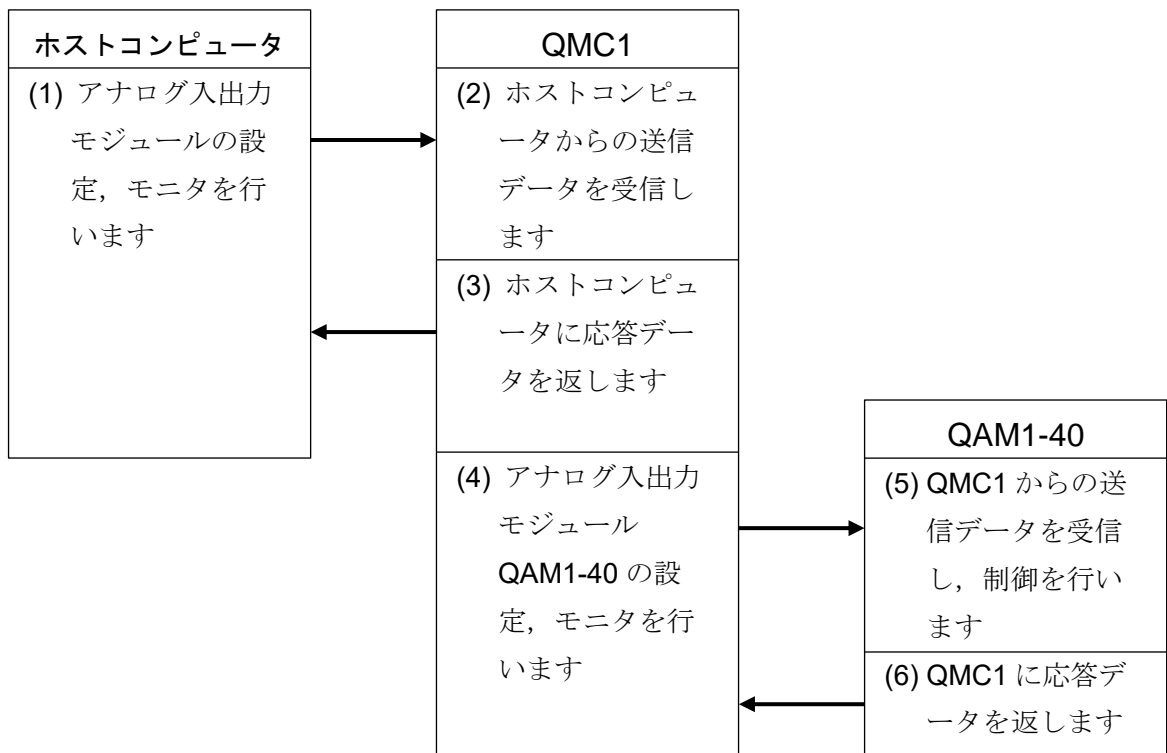 ホストコンピュータ
(1) アナログ入出力
モジュールの設
定，モニタを行
います
QMC1
(2) ホストコンピュ
ータからの送信
データを受信し
ます
(3) ホストコンピュ
ータに応答デー
タを返します
(4) アナログ入出力
モジュール
QAM1-40 の設
定，モニタを行
います
QAM1-40
(5) QMC1 からの送
信データを受信
し，制御を行い
ます
(6) QMC1 に応答デ
ータを返します